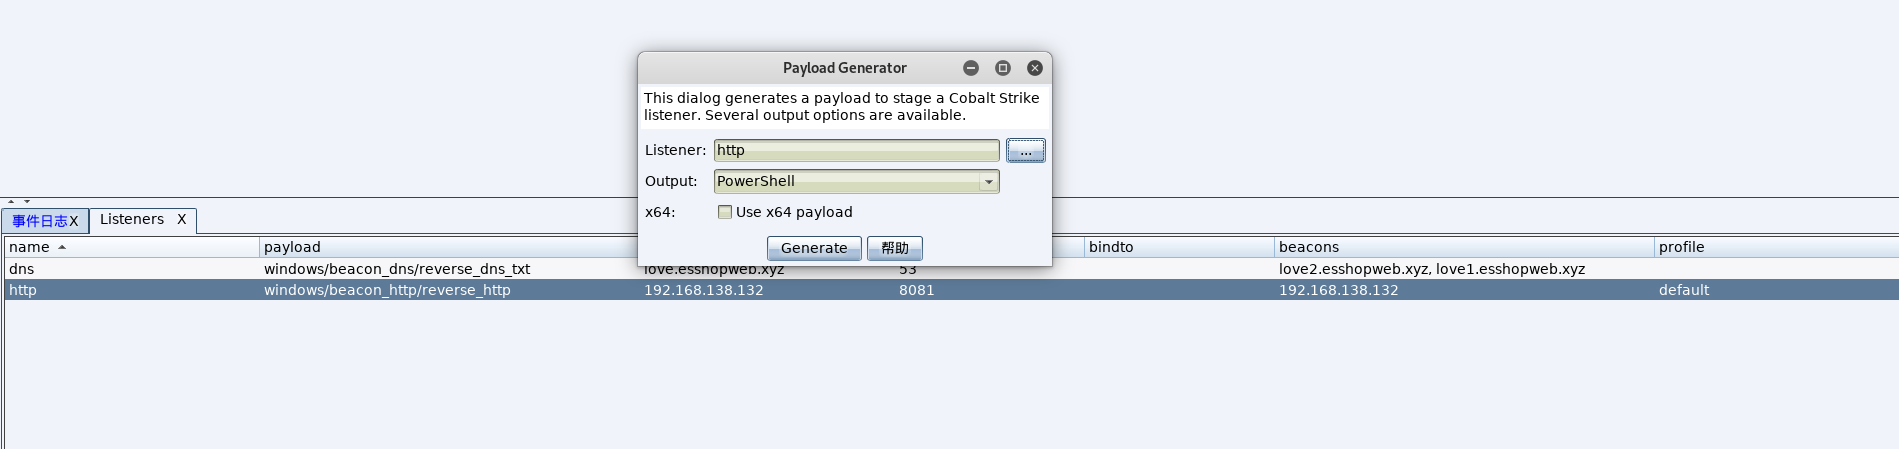 Payload Generator
This dialog generates a payload to stage a Cobalt Strike
listener. Several output options are available.
Listener: http ...
Output: PowerShell
x64: Use x64 payload
Generate 帮助
事件日志X Listeners X
name payload bindto beacons profile
dns windows/beacon_dns/reverse_dns_txt love.esshopweb.xyz 53 love2.esshopweb.xyz, love1.esshopweb.xyz
http windows/beacon_http/reverse_http 192.168.138.132 8081 192.168.138.132 default